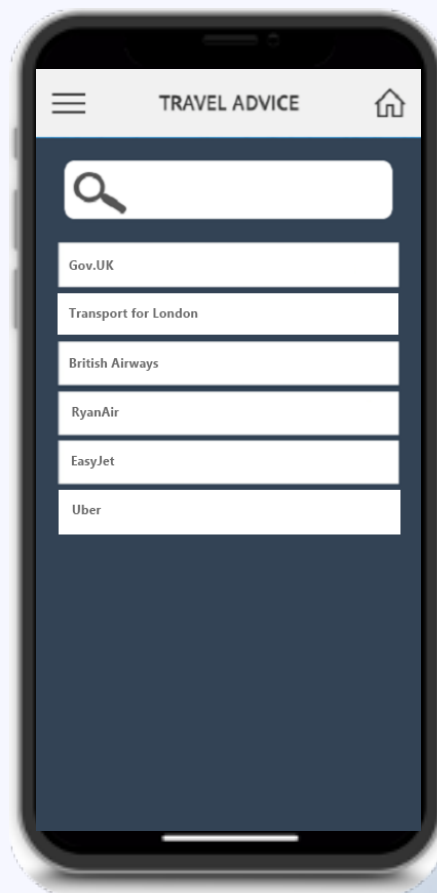 TRAVEL ADVICE
Gov.UK
Transport for London
British Airways
RyanAir
EasyJet
Uber